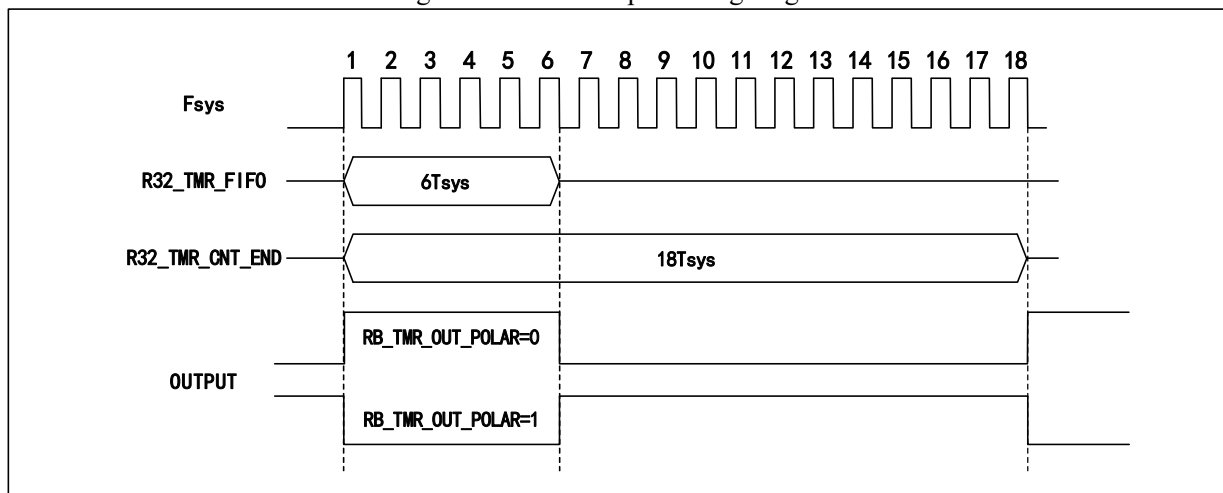 1 2 3 4 5 6 7 8 9 10 11 12 13 14 15 16 17 18
Fsys
R32_TMR_FIFO
6Tsys
R32_TMR_CNT_END
18Tsys
RB_TMR_OUT_POLAR=0
OUTPUT
RB_TMR_OUT_POLAR=1